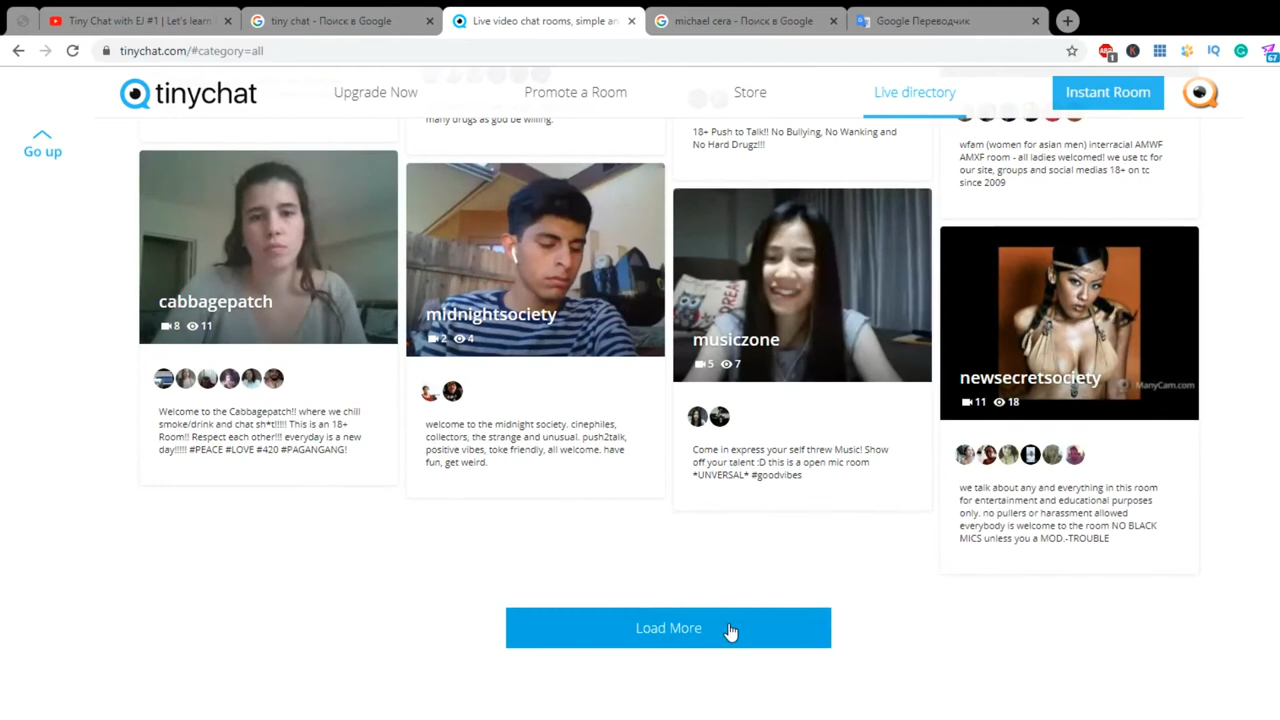 Tiny Chat with EJ #1 | Let's learn
tiny chat - Поиск в Google
Live video chat rooms, simple an
michael cera - Поиск в Google
Google Переводчик
tinychat.com/#category=all
ABP
1
K
IQ
G
67
tinychat
Upgrade Now
Promote a Room
Store
Live directory
Instant Room
Go up
many drugs as god be willing.
18+ Push to Talk!! No Bullying, No Wanking and
No Hard Drugz!!!
wfam (women for asian men) interracial AMWF
AMXF room - all ladies welcomed! we use tc for
our site, groups and social medias 18+ on tc
since 2009
cabbagepatch
8 11
Welcome to the Cabbagepatch!! where we chill
smoke/drink and chat sh*t!!!!! This is an 18+
Room!! Respect each other!!! everyday is a new
day!!!!! #PEACE #LOVE #420 #PAGANGANG!
midnightsociety
2 4
welcome to the midnight society. cinephiles,
collectors, the strange and unusual. push2talk,
positive vibes, toke friendly, all welcome. have
fun, get weird.
DREA
musiczone
5 7
Come in express your self threw Music! Show
off your talent :D this is a open mic room
*UNVERSAL* #goodvibes
newsecretsociety
ManyCam.com
11 18
we talk about any and everything in this room
for entertainment and educational purposes
only. no pullers or harassment allowed
everybody is welcome to the room NO BLACK
MICS unless you a MOD.-TROUBLE
Load More